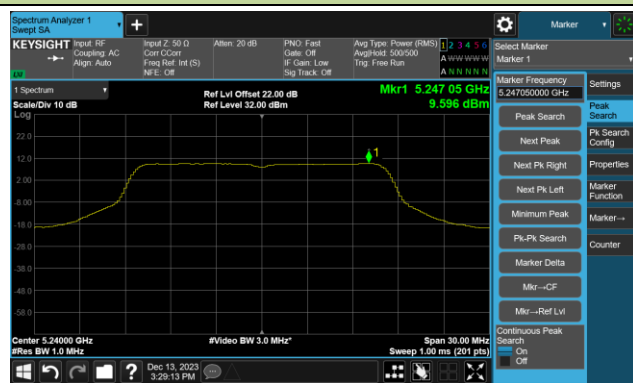 Spectrum Analyzer 1
Swept SA
+
Marker
KEYSIGHT
Input: RF
Coupling: AC
Align: Auto
Input Z: 50 Ω
Corr CCorr
Freq Ref: Int (S)
NFE: Off
Atten: 20 dB
PNO: Fast
Gate: Off
IF Gain: Low
Sig Track: Off
Avg Type: Power (RMS)
Avg|Hold: 500/500
Trig: Free Run
1 2 3 4 5 6
A W W W W W
A N N N N N
Select Marker
Marker 1
LXI
1 Spectrum
Scale/Div 10 dB
Log
Ref Lvl Offset 22.00 dB
Ref Level 32.00 dBm
Mkr1 5.247 05 GHz
9.596 dBm
22.0
12.0
2.00
-8.00
-18.0
-28.0
-38.0
-48.0
-58.0
1
Center 5.24000 GHz
#Res BW 1.0 MHz
#Video BW 3.0 MHz*
Span 30.00 MHz
Sweep 1.00 ms (201 pts)
Marker Frequency
5.247050000 GHz
Peak Search
Next Peak
Next Pk Right
Next Pk Left
Minimum Peak
Pk-Pk Search
Marker Delta
Mkr→CF
Mkr→Ref Lvl
Continuous Peak
Search
On
Off
Settings
Peak
Search
Pk Search
Config
Properties
Marker
Function
Marker→
Counter
?
Dec 13, 2023
3:29:13 PM